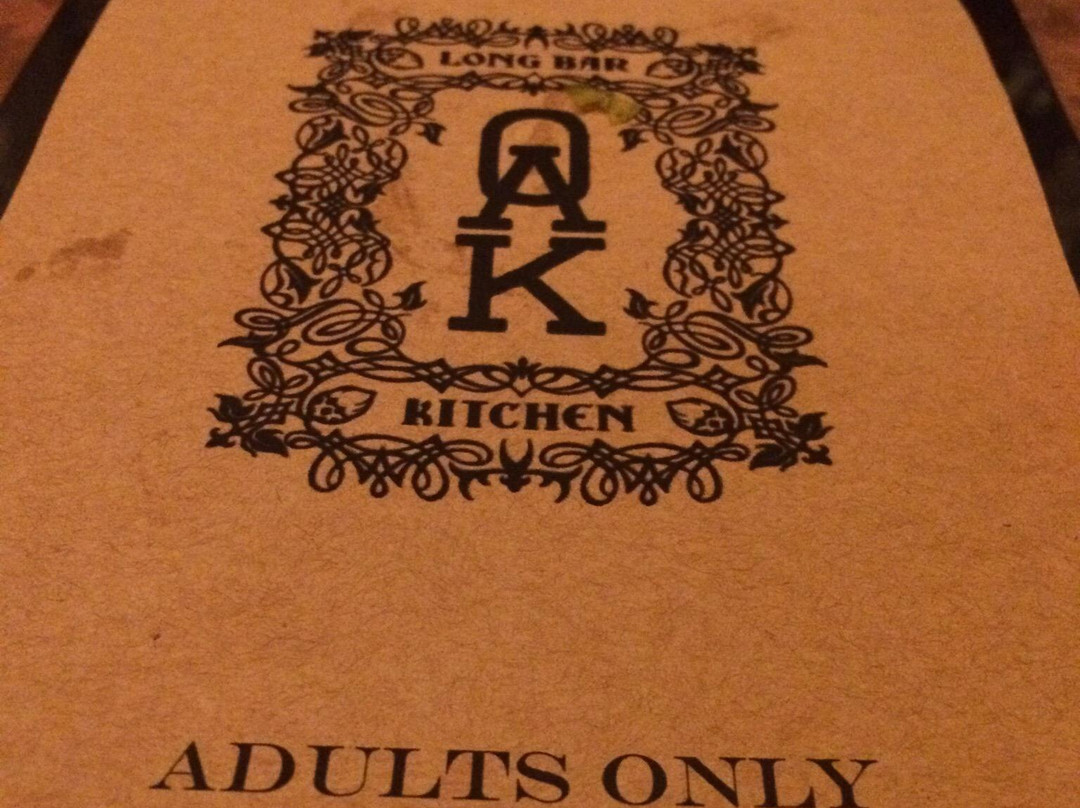 LONG BAR
OAK
KITCHEN
ADULTS ONLY